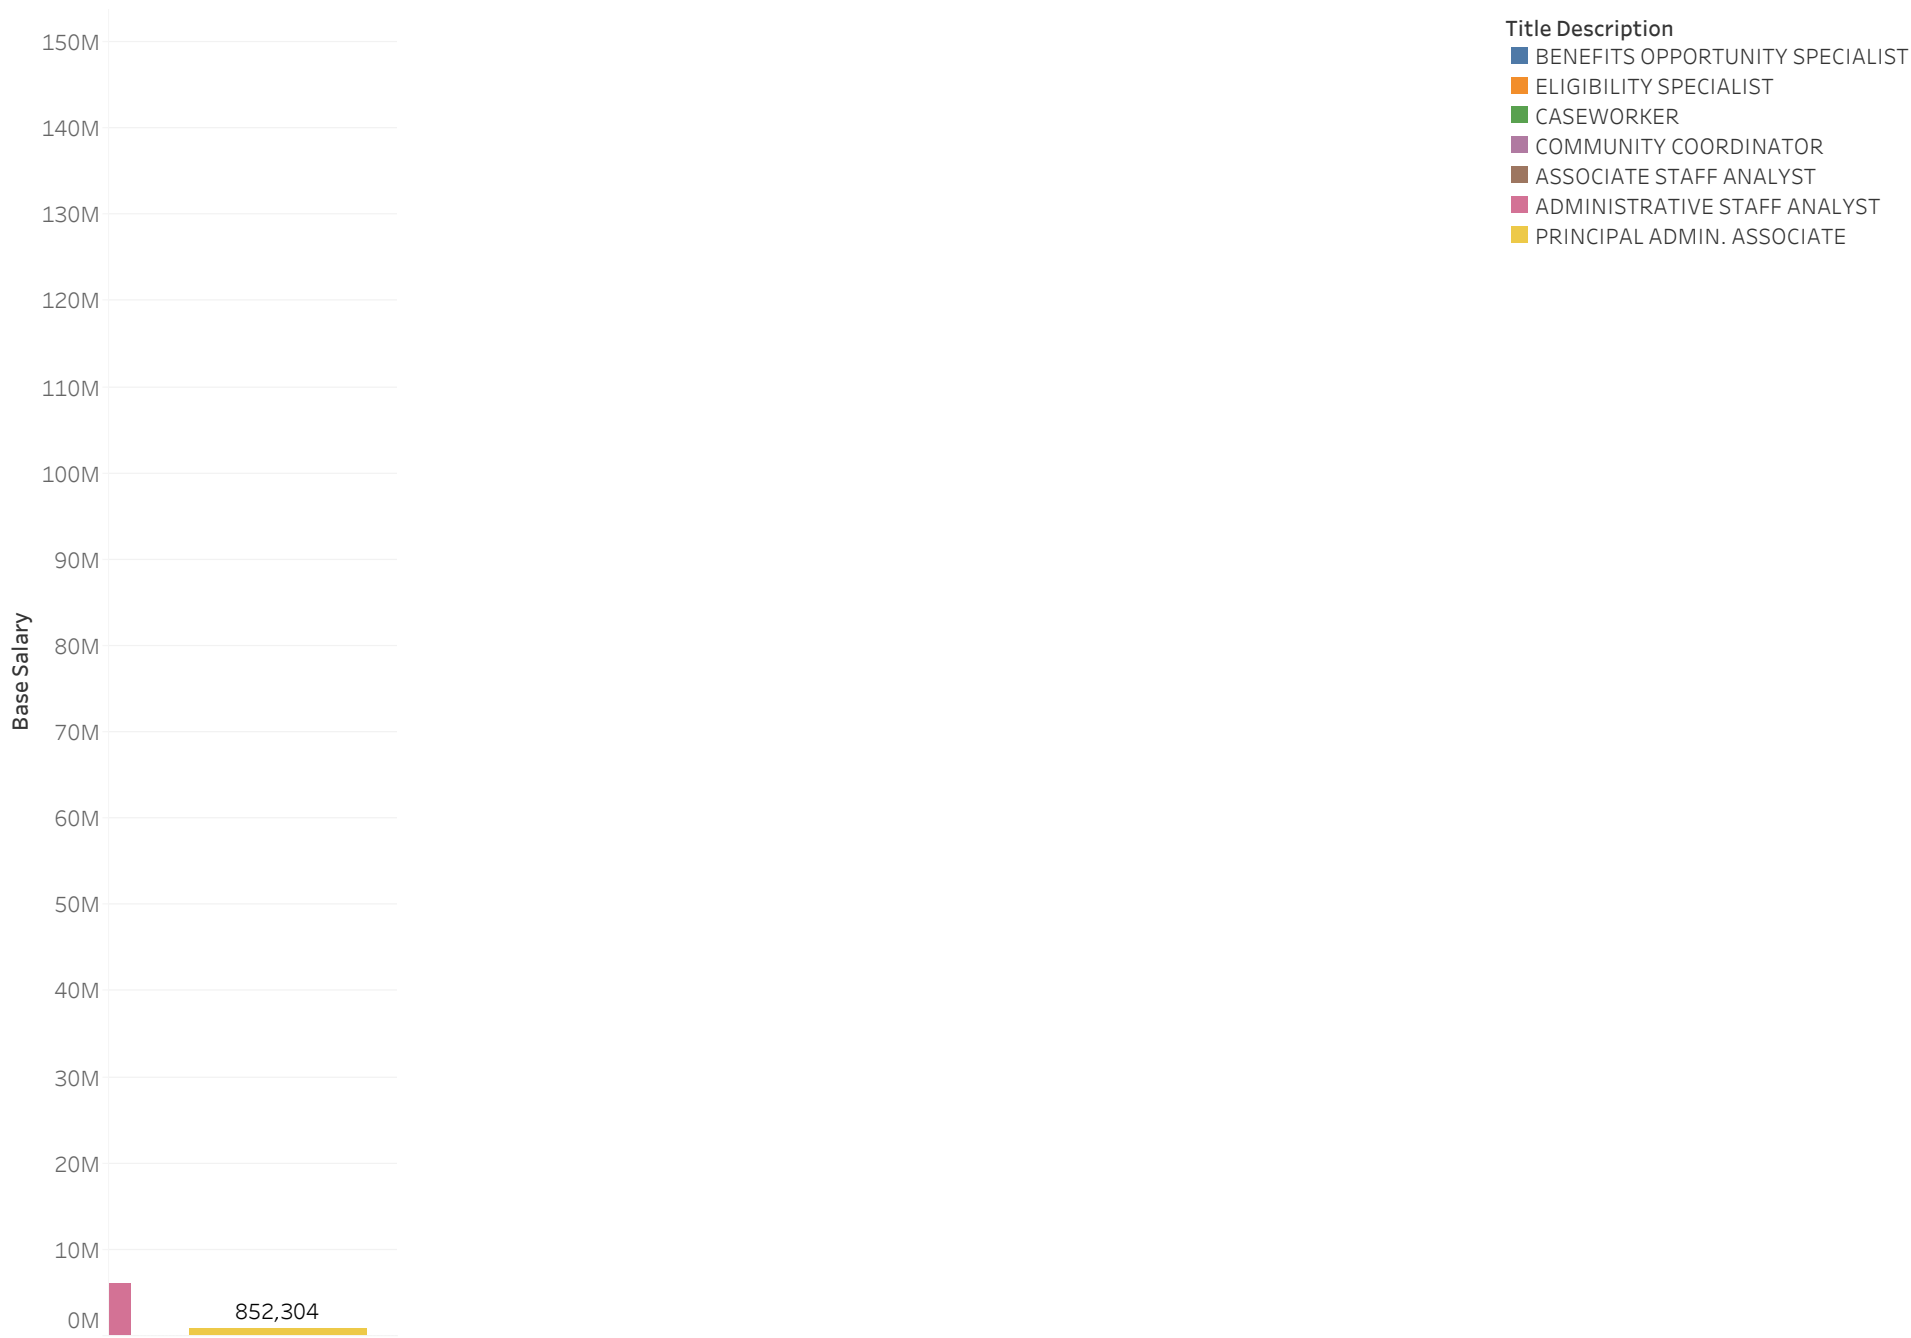 Title Description
BENEFITS OPPORTUNITY SPECIALIST
ELIGIBILITY SPECIALIST
CASEWORKER
COMMUNITY COORDINATOR
ASSOCIATE STAFF ANALYST
ADMINISTRATIVE STAFF ANALYST
PRINCIPAL ADMIN. ASSOCIATE
Base Salary
150M
140M
130M
120M
110M
100M
90M
80M
70M
60M
50M
40M
30M
20M
10M
0M
852,304